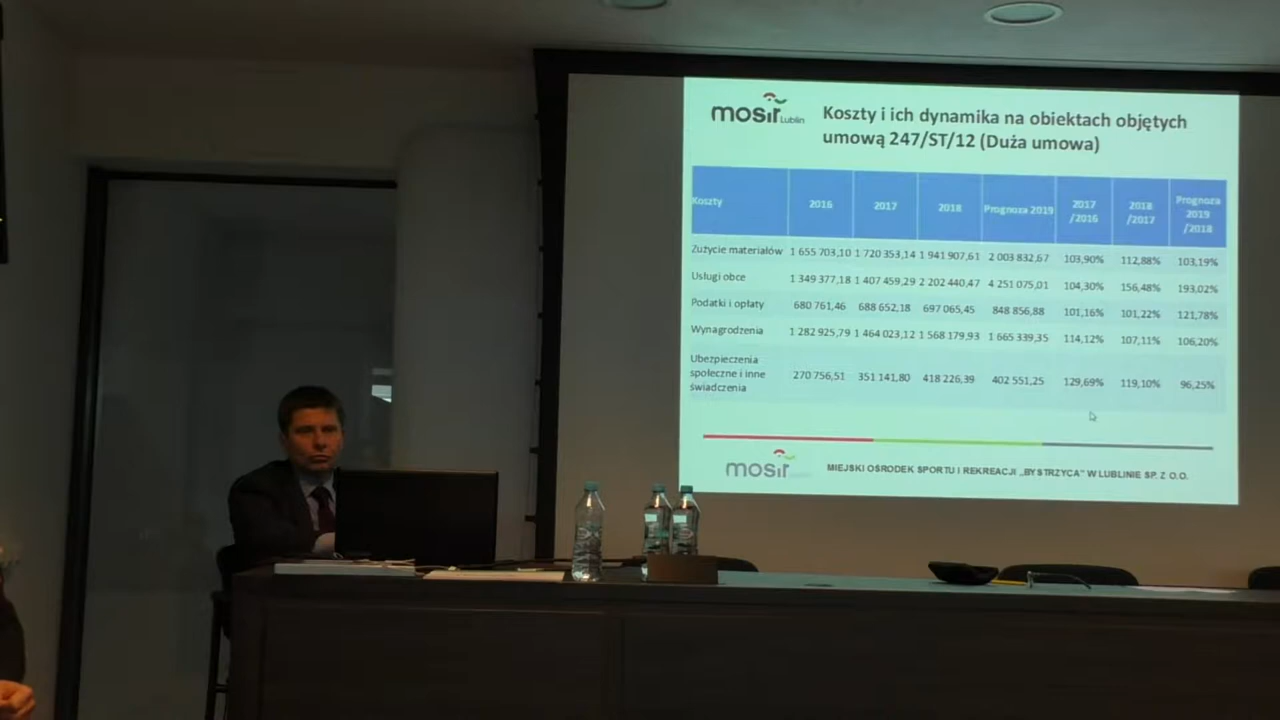 mosir Lublin
Koszty i ich dynamika na obiektach objętych
umową 247/ST/12 (Duża umowa)
Koszty 2016 2017 2018 Prognoza 2019 2017 /2016 2018 /2017 Prognoza 2019 /2018
Zużycie materiałów 1 655 703,10 1 720 353,14 1 941 907,61 2 003 832,67 103,90% 112,88% 103,19%
Usługi obce 1 349 377,18 1 407 459,29 2 202 440,47 4 251 075,01 104,30% 156,48% 193,02%
Podatki i opłaty 680 761,46 688 652,18 697 065,45 848 856,88 101,16% 101,22% 121,78%
Wynagrodzenia 1 282 925,79 1 464 023,12 1 568 179,93 1 665 339,35 114,12% 107,11% 106,20%
Ubezpieczenia
społeczne i inne 270 756,51 351 141,80 418 226,39 402 551,25 129,69% 119,10% 96,25%
świadczenia
mosir MIEJSKI OŚRODEK SPORTU I REKREACJI „BYSTRZYCA” W LUBLINIE SP. Z O.O.